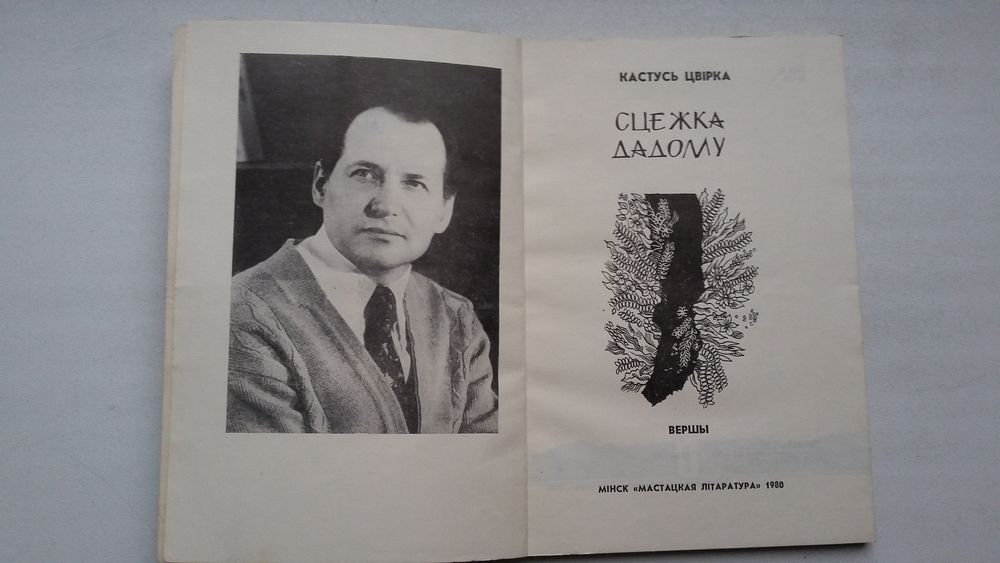 КАСТУСЬ ЦВІРКА
СЦЕЖКА
ДАДОМУ
ВЕРШЫ
МІНСК «МАСТАЦКАЯ ЛІТАРАТУРА» 1980